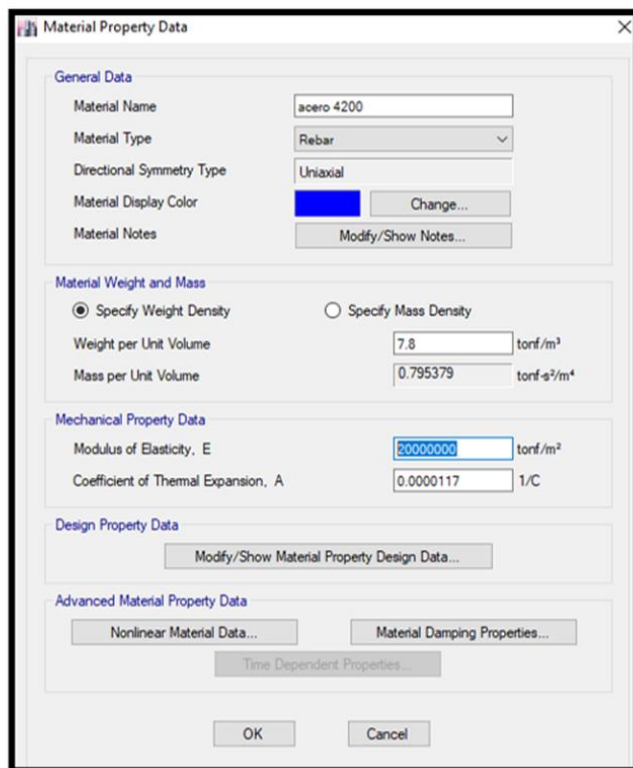 Material Property Data
General Data
Material Name acero 4200
Material Type Rebar
Directional Symmetry Type Uniaxial
Material Display Color Change...
Material Notes Modify/Show Notes...
Material Weight and Mass
Specify Weight Density Specify Mass Density
Weight per Unit Volume 7.8 tonf/m³
Mass per Unit Volume 0.795379 tonf-s²/m⁴
Mechanical Property Data
Modulus of Elasticity, E 20000000 tonf/m²
Coefficient of Thermal Expansion, A 0.0000117 1/C
Design Property Data
Modify/Show Material Property Design Data...
Advanced Material Property Data
Nonlinear Material Data... Material Damping Properties...
Time Dependent Properties...
OK Cancel